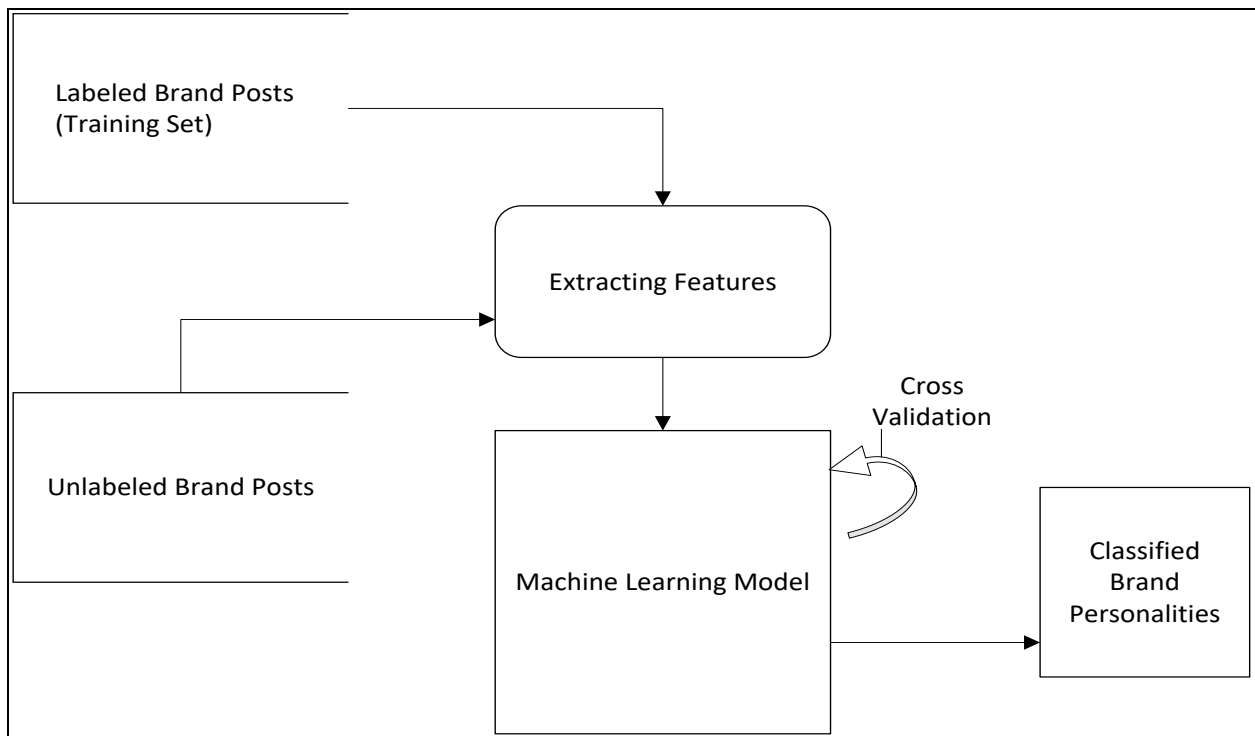 Labeled Brand Posts
(Training Set)
Extracting Features
Cross
Validation
Unlabeled Brand Posts
Machine Learning Model
Classified
Brand
Personalities